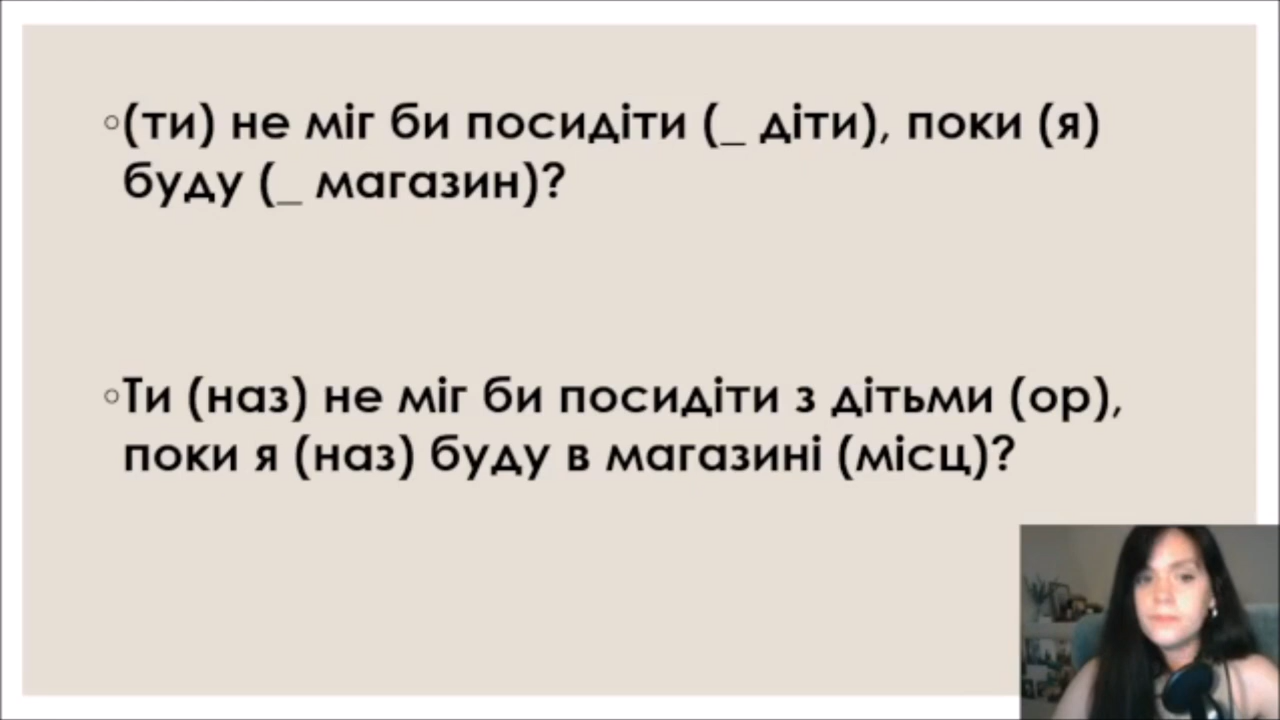 ◦(ти) не міг би посидіти (_ діти), поки (я)
буду (_ магазин)?
◦Ти (наз) не міг би посидіти з дітьми (ор),
поки я (наз) буду в магазині (місц)?